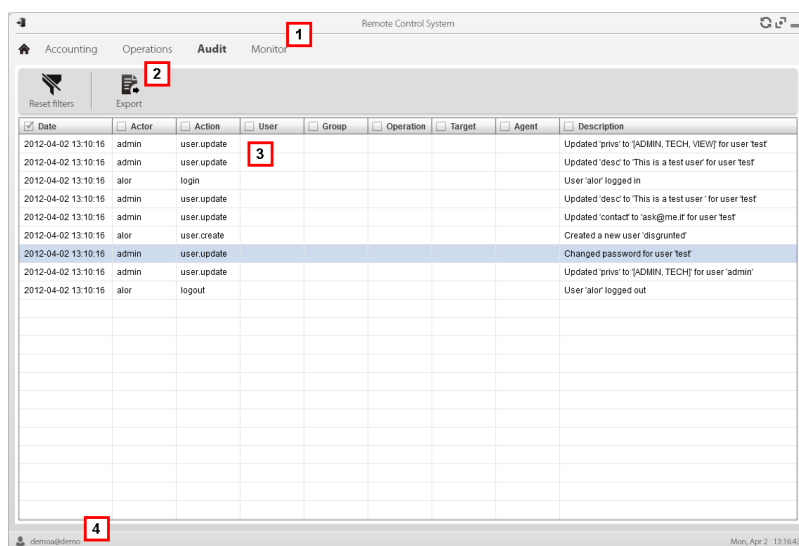 Remote Control System
1
Accounting Operations Audit Monitor
2
Reset filters Export
Date Actor Action User Group Operation Target Agent Description
2012-04-02 13:10:16 admin user.update Updated 'privs' to '[ADMIN, TECH, VIEW]' for user 'test'
3
2012-04-02 13:10:16 admin user.update Updated 'desc' to 'This is a test user' for user 'test'
2012-04-02 13:10:16 alor login User 'alor' logged in
2012-04-02 13:10:16 admin user.update Updated 'desc' to 'This is a test user ' for user 'test'
2012-04-02 13:10:16 admin user.update Updated 'contact' to 'ask@me.it' for user 'test'
2012-04-02 13:10:16 alor user.create Created a new user 'disgrunted'
2012-04-02 13:10:16 admin user.update Changed password for user 'test'
2012-04-02 13:10:16 admin user.update Updated 'privs' to '[ADMIN, TECH]' for user 'admin'
2012-04-02 13:10:16 alor logout User 'alor' logged out
4
demoa@demo Mon, Apr 2 13:16:43